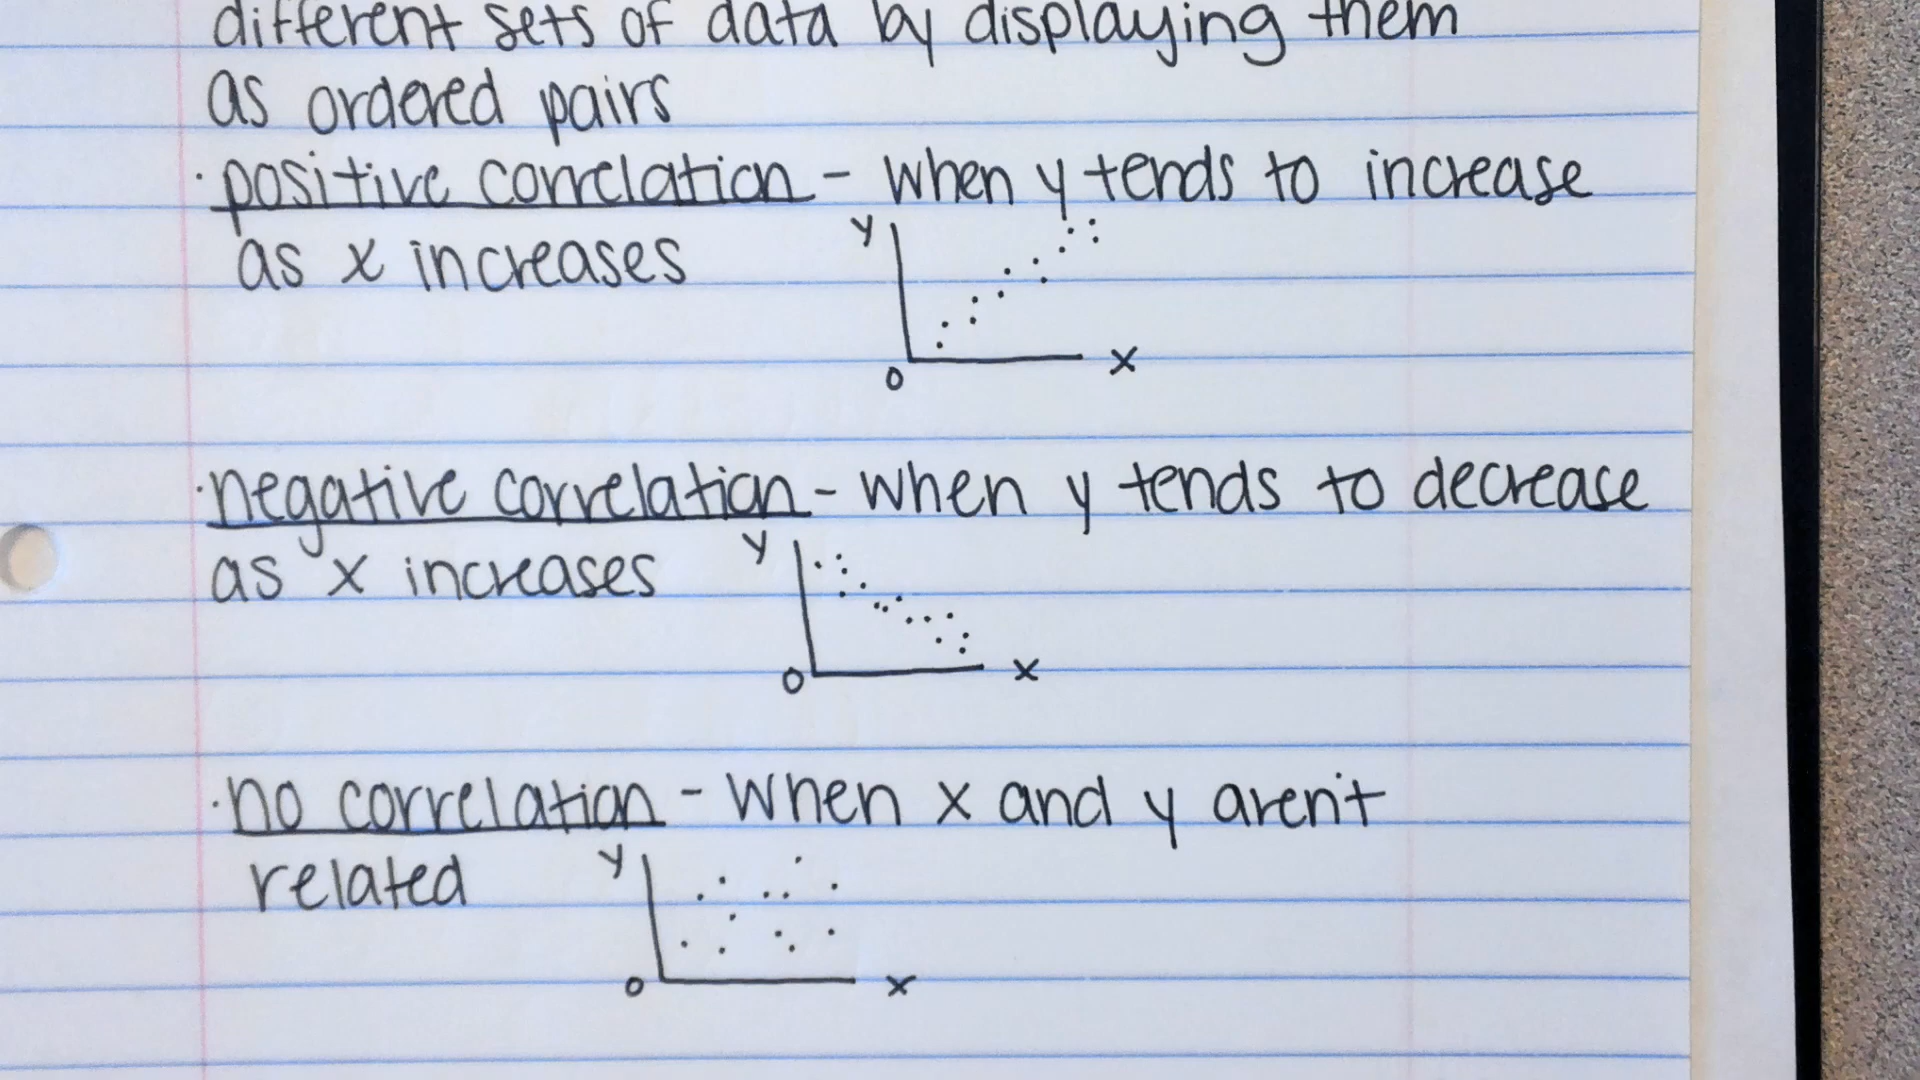 different sets of data by displaying them
as ordered pairs
· positive correlation - when y tends to increase
as x increases
y
x
0
· negative correlation - when y tends to decrease
as x increases
y
x
0
· no correlation - when x and y aren't
related
y
x
0